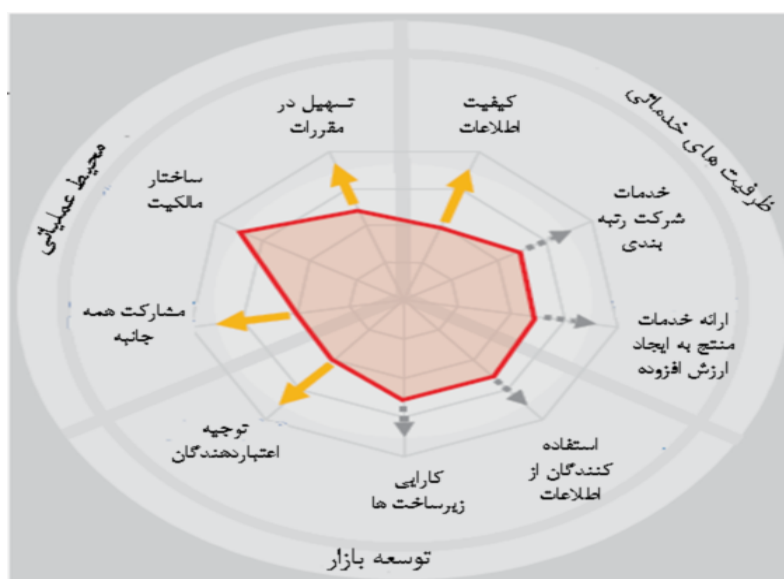 ظرفیت های خدماتی
کیفیت
اطلاعات
خدمات
شرکت رتبه
بندی
ارائه خدمات
منتج به ایجاد
ارزش افزوده
توسعه بازار
استفاده
کنندگان از
اطلاعات
کارایی
زیرساخت ها
توجیه
اعتباردهندگان
محیط عملیاتی
مشارکت همه
جانبه
ساختار
مالکیت
تسهیل در
مقررات